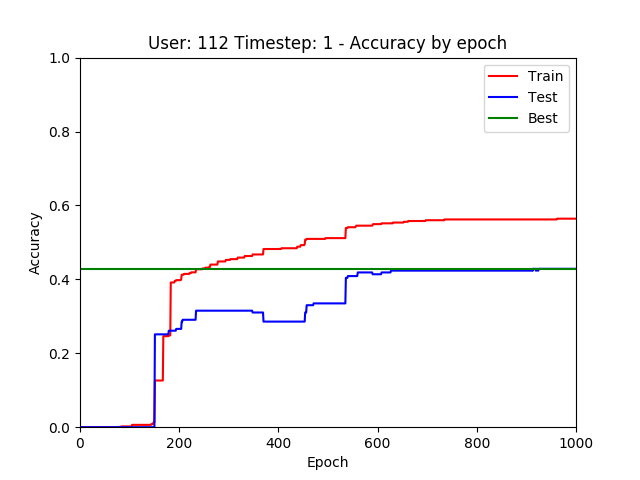 User: 112 Timestep: 1 - Accuracy by epoch
1.0
0.8
0.6
0.4
0.2
0.0
Accuracy
Train
Test
Best
0 200 400 600 800 1000
Epoch